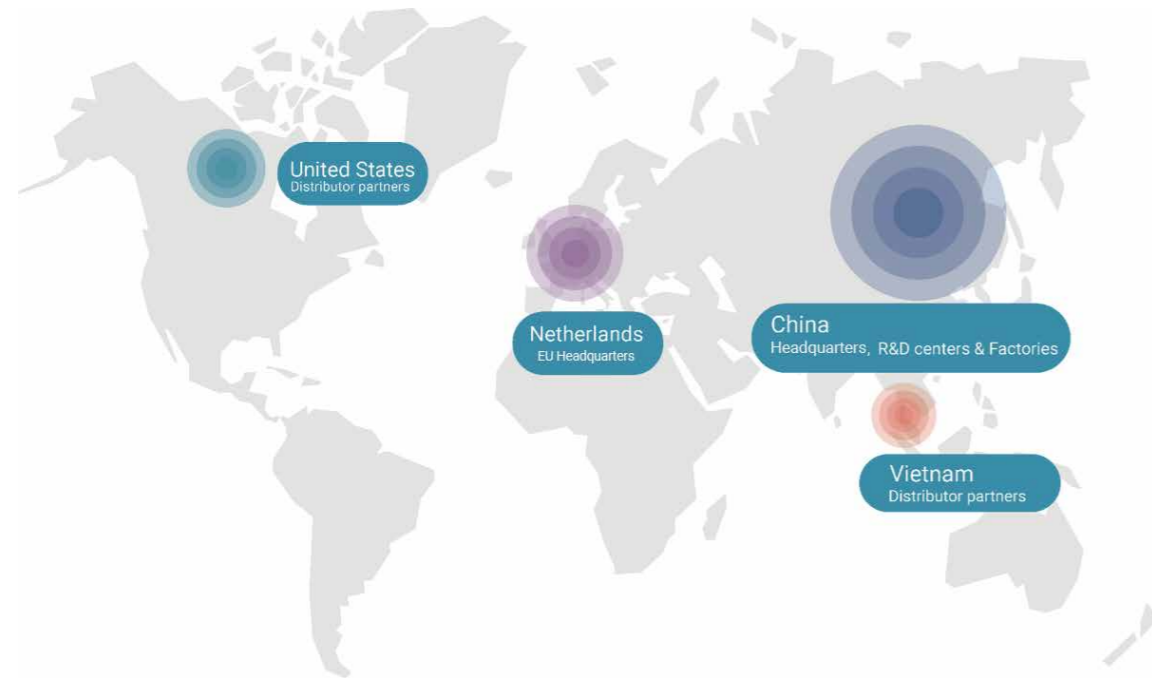 United States
Distributor partners
Netherlands
EU Headquarters
China
Headquarters, R&D centers & Factories
Vietnam
Distributor partners